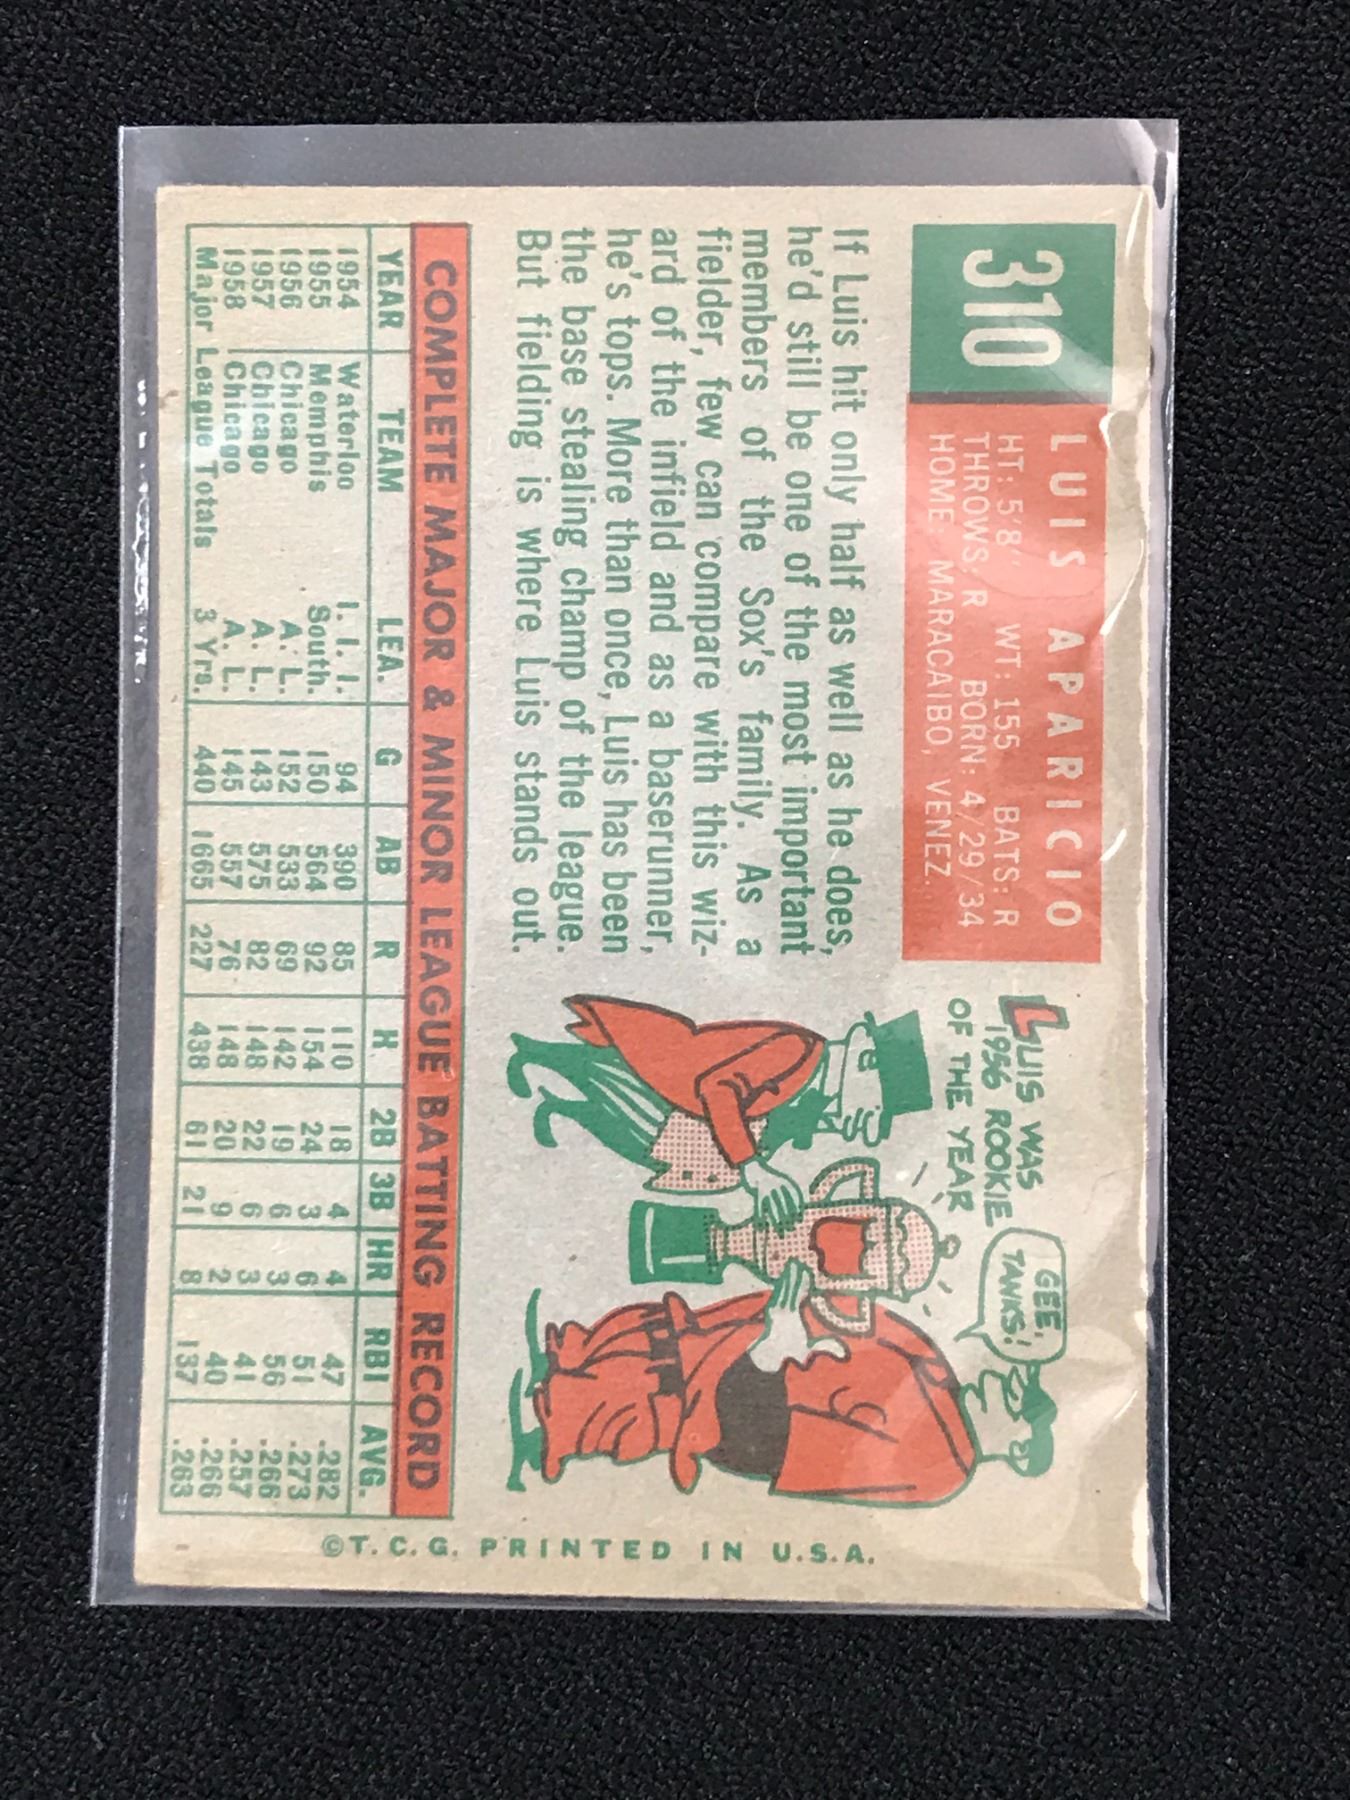 310
LUIS APARICIO
HT: 5'8" WT: 155 BATS: R
THROWS: R BORN: 4/29/34
HOME: MARACAIBO, VENEZ.
If Luis hit only half as well as he does,
he'd still be one of the most important
members of the Sox's family. As a
fielder, few can compare with this wiz-
ard of the infield and as a baserunner,
he's tops. More than once, Luis has been
the base stealing champ of the league.
But fielding is where Luis stands out.
LUIS WAS
1956 ROOKIE
OF THE YEAR
GEE,
TANKS!
COMPLETE MAJOR & MINOR LEAGUE BATTING RECORD
YEAR TEAM LEA. G AB R H 2B 3B HR RBI AVG.
1954 Waterloo I. I. I. 94 390 85 110 18 4 4 47 .282
1955 Memphis South. 150 564 92 154 24 3 6 51 .273
1956 Chicago A. L. 152 533 69 142 19 6 3 56 .266
1957 Chicago A. L. 143 575 82 148 22 6 3 41 .257
1958 Chicago A. L. 145 557 76 148 20 9 2 40 .266
Major League Totals 3 Yrs. 440 1665 227 438 61 21 8 137 .263
©T. C. G. PRINTED IN U.S.A.